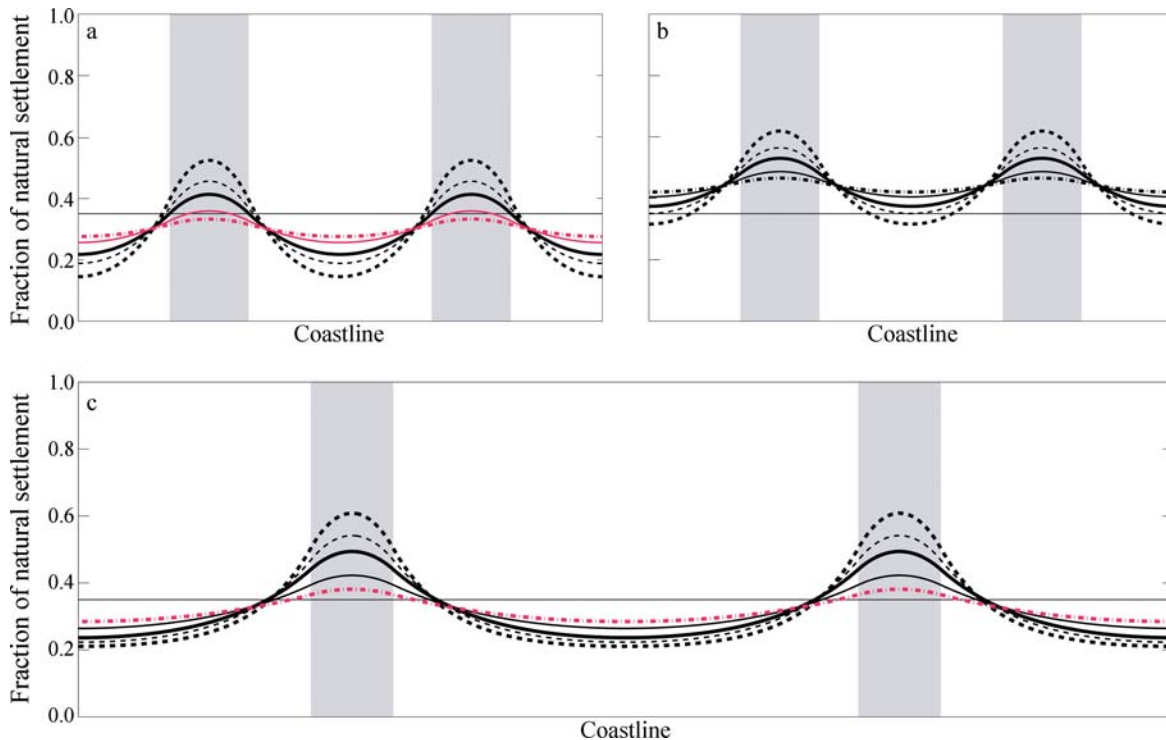 a
1.0
0.8
0.6
0.4
0.2
0.0
Fraction of natural settlement
Coastline
b
Coastline
c
1.0
0.8
0.6
0.4
0.2
0.0
Fraction of natural settlement
Coastline